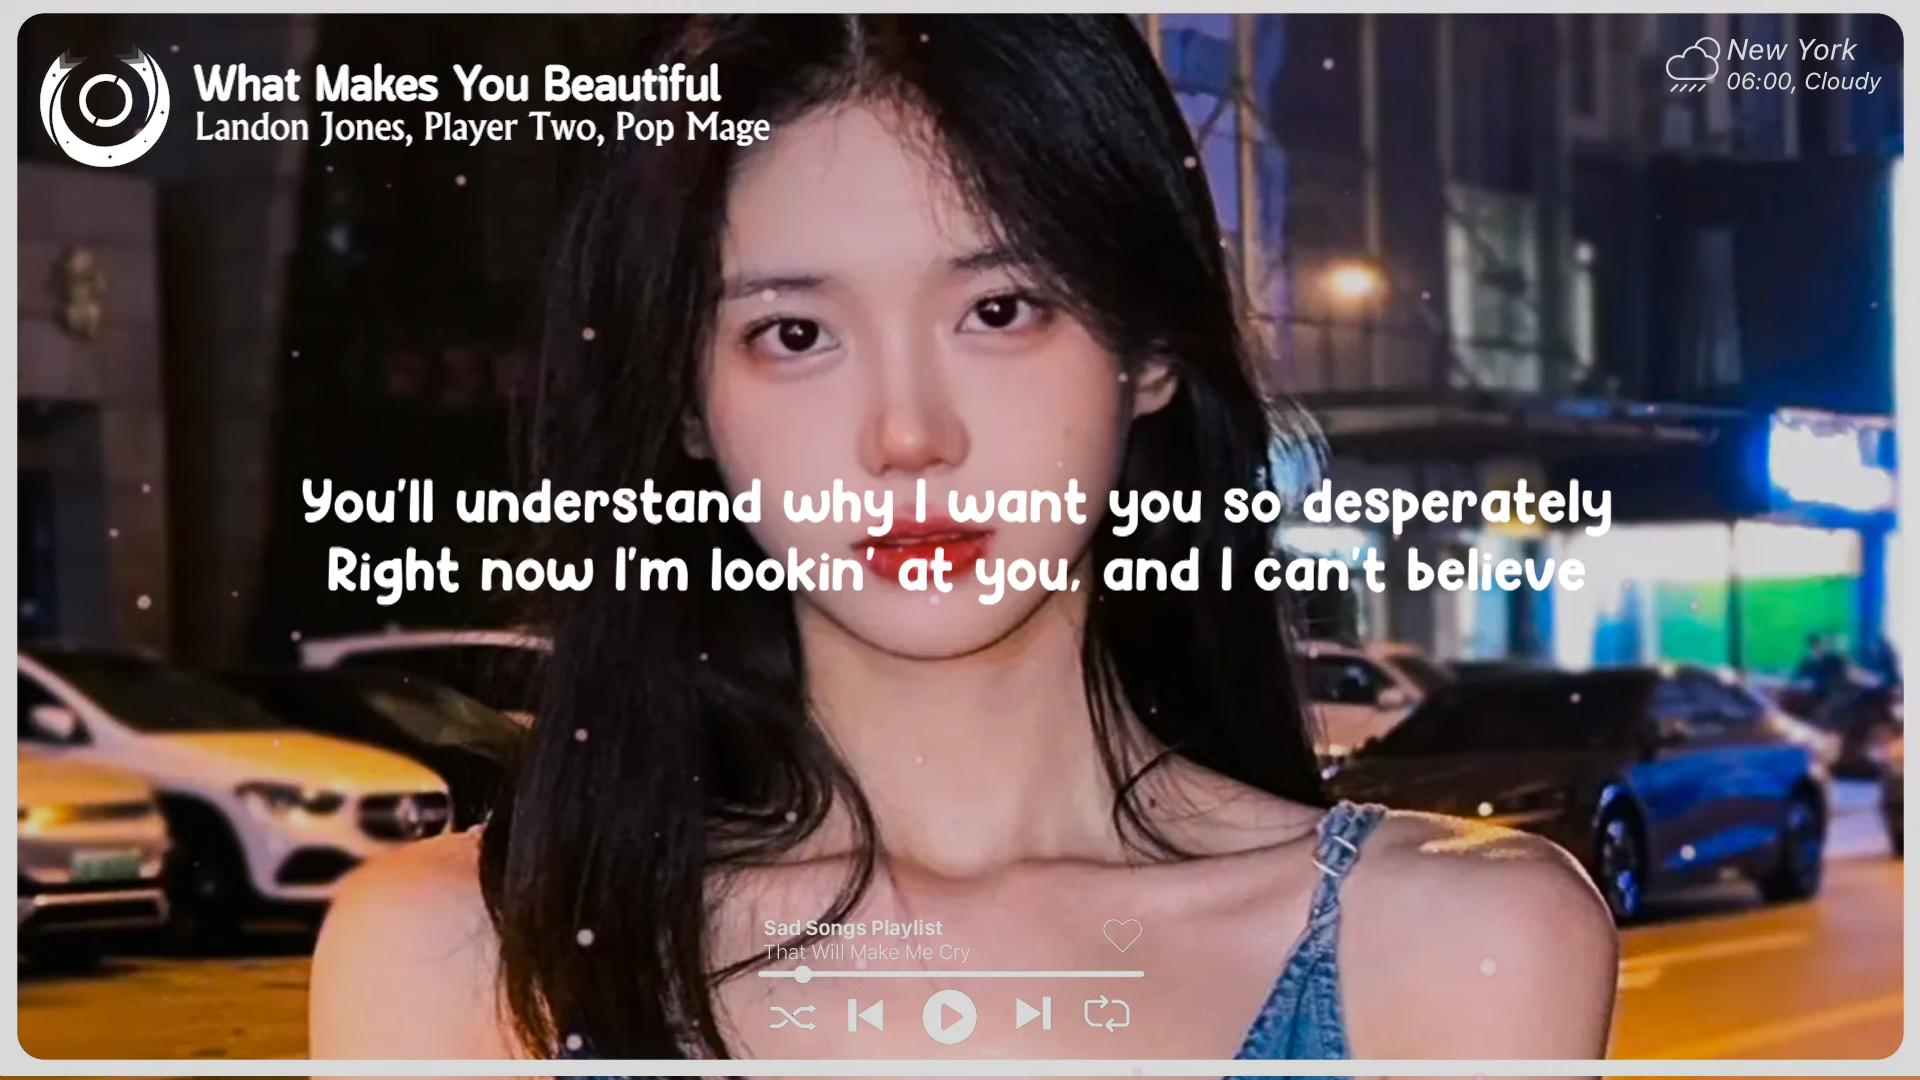 What Makes You Beautiful
Landon Jones, Player Two, Pop Mage
New York
06:00, Cloudy
You'll understand why I want you so desperately
Right now I'm lookin' at you, and I can't believe
Sad Songs Playlist
That Will Make Me Cry